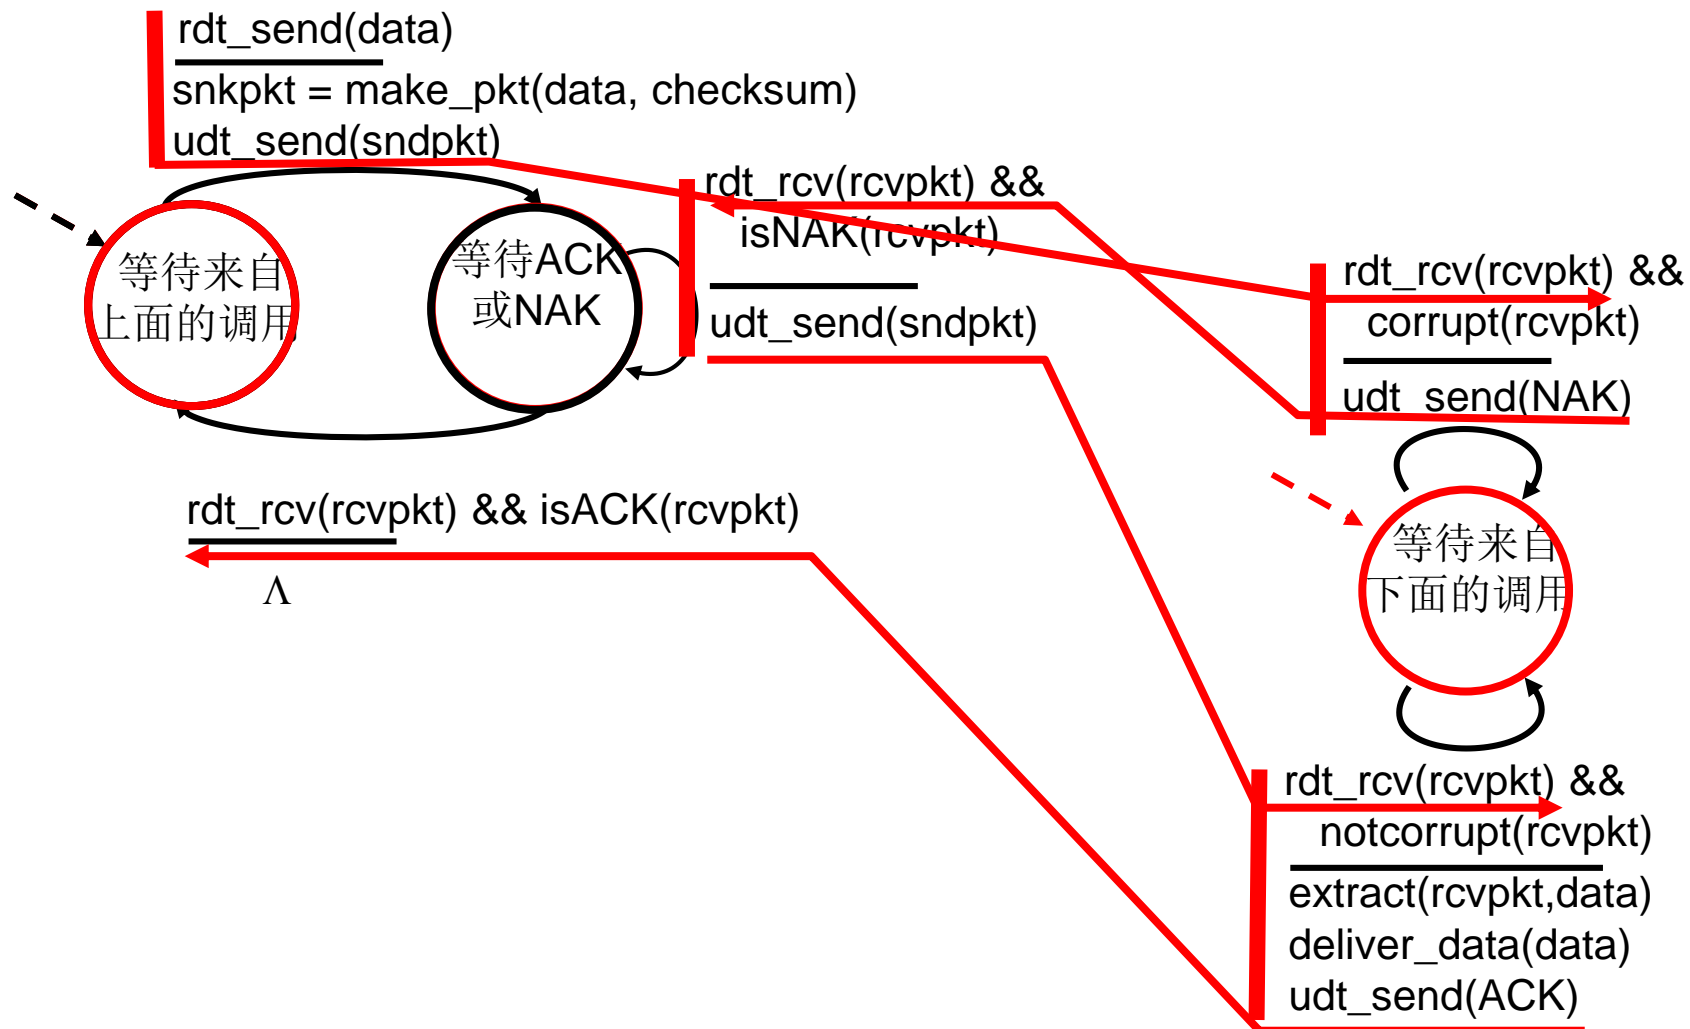 rdt_send(data)
snkpkt = make_pkt(data, checksum)
udt_send(sndpkt)
等待来自
上面的调用
等待ACK
或NAK
rdt_rcv(rcvpkt) &&
isNAK(rcvpkt)
udt_send(sndpkt)
rdt_rcv(rcvpkt) && isACK(rcvpkt)
Λ
rdt_rcv(rcvpkt) &&
corrupt(rcvpkt)
udt_send(NAK)
等待来自
下面的调用
rdt_rcv(rcvpkt) &&
notcorrupt(rcvpkt)
extract(rcvpkt,data)
deliver_data(data)
udt_send(ACK)